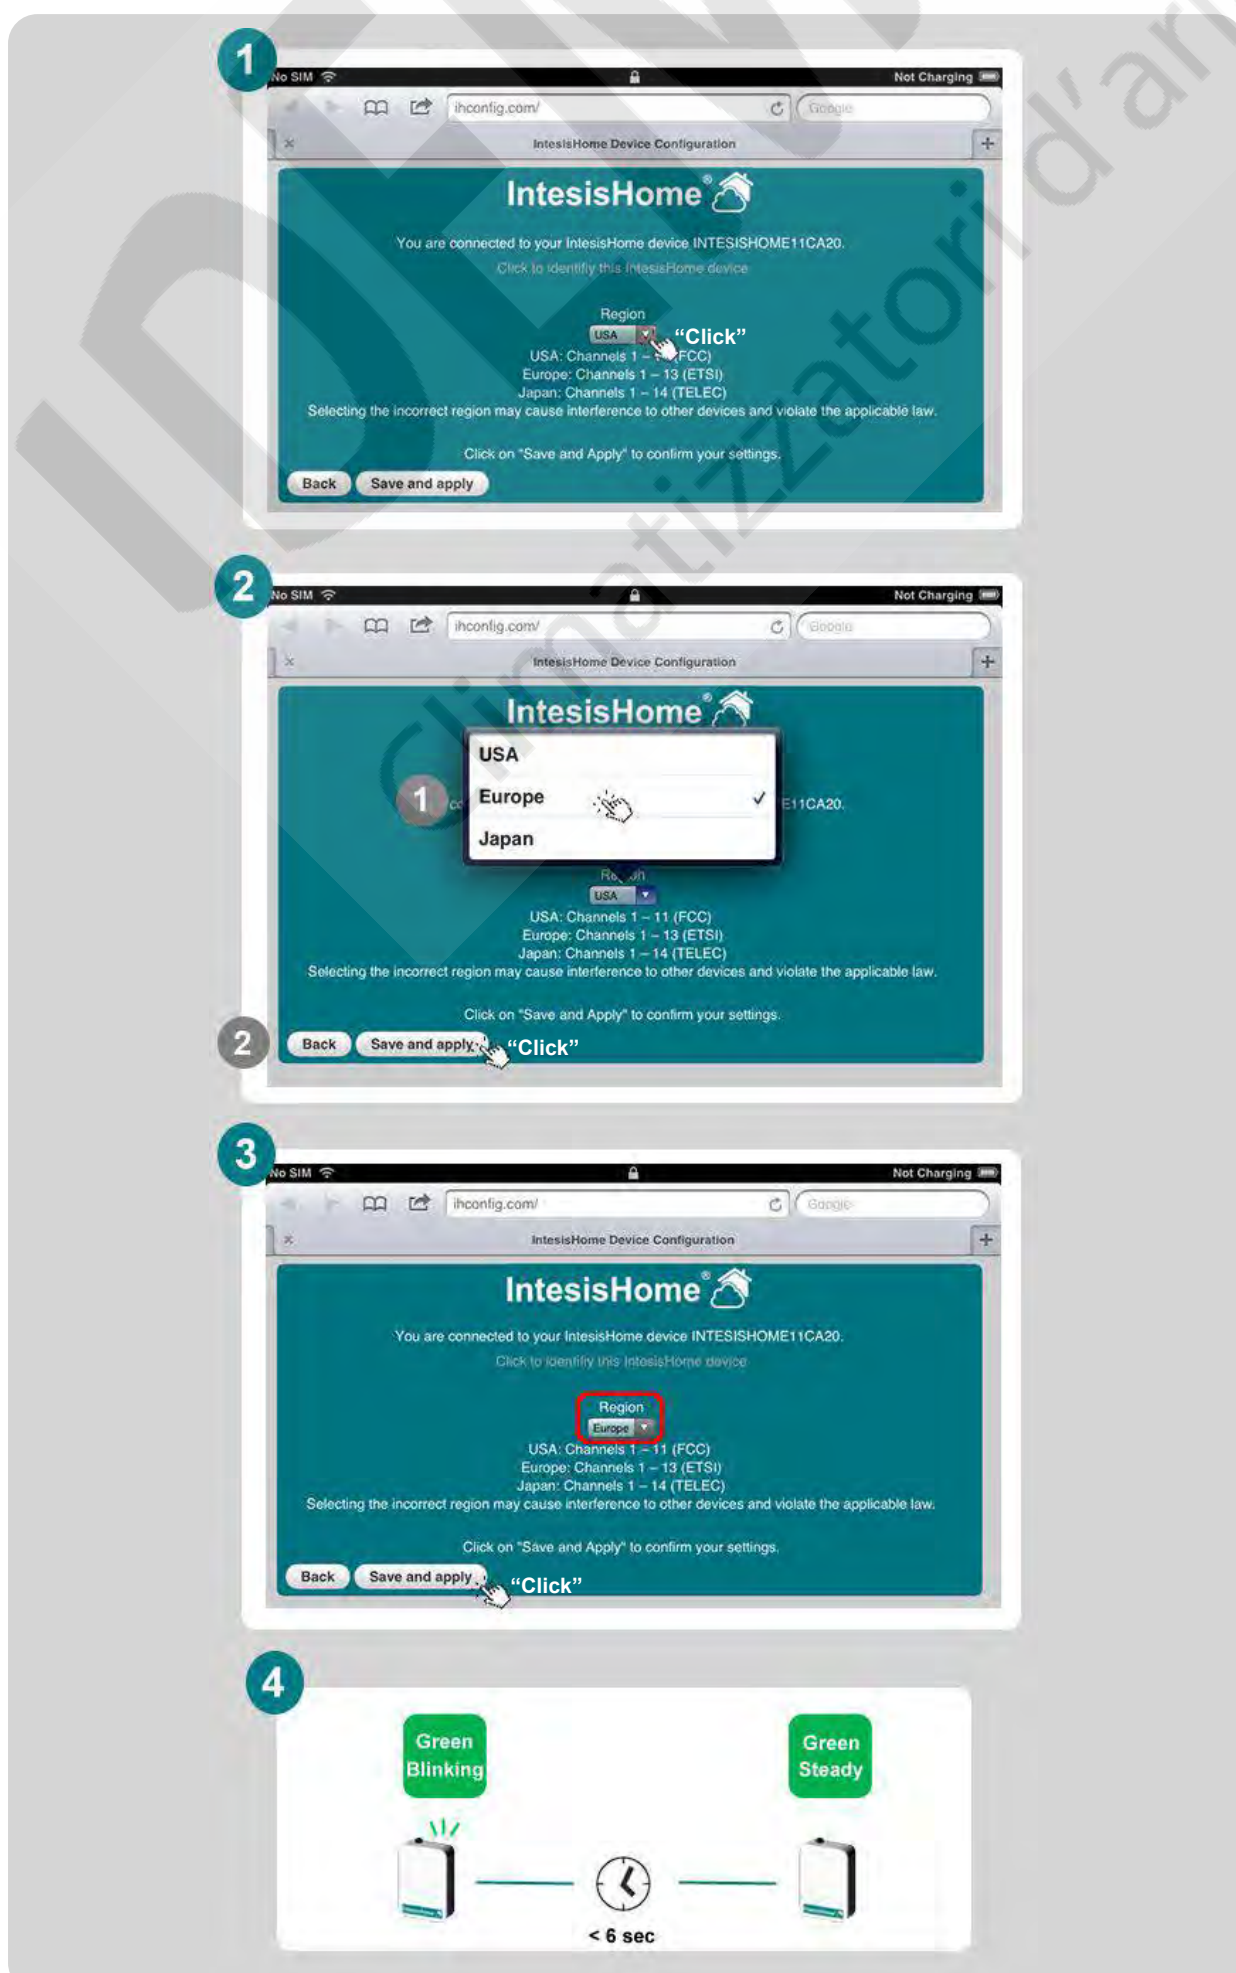 1
No SIM
Not Charging
ihconfig.com/
Google
IntesisHome Device Configuration
IntesisHome®
You are connected to your IntesisHome device INTESISHOME11CA20.
Click to identifiy this IntesisHome device
Region
USA
“Click”
USA: Channels 1 – 1 (FCC)
Europe: Channels 1 – 13 (ETSI)
Japan: Channels 1 – 14 (TELEC)
Selecting the incorrect region may cause interference to other devices and violate the applicable law.
Click on "Save and Apply" to confirm your settings.
Back Save and apply
2
No SIM
Not Charging
ihconfig.com/
Google
IntesisHome Device Configuration
IntesisHome®
USA
1
co
Europe
E11CA20.
Japan
Region
USA
USA: Channels 1 – 11 (FCC)
Europe: Channels 1 – 13 (ETSI)
Japan: Channels 1 – 14 (TELEC)
Selecting the incorrect region may cause interference to other devices and violate the applicable law.
Click on "Save and Apply" to confirm your settings.
2
Back Save and apply “Click”
3
No SIM
Not Charging
ihconfig.com/
Google
IntesisHome Device Configuration
IntesisHome®
You are connected to your IntesisHome device INTESISHOME11CA20.
Click to identifiy this IntesisHome device
Region
Europe
USA: Channels 1 – 11 (FCC)
Europe: Channels 1 – 13 (ETSI)
Japan: Channels 1 – 14 (TELEC)
Selecting the incorrect region may cause interference to other devices and violate the applicable law.
Click on "Save and Apply" to confirm your settings.
Back Save and apply “Click”
4
Green
Blinking
Green
Steady
< 6 sec
climatizzatori d'ari